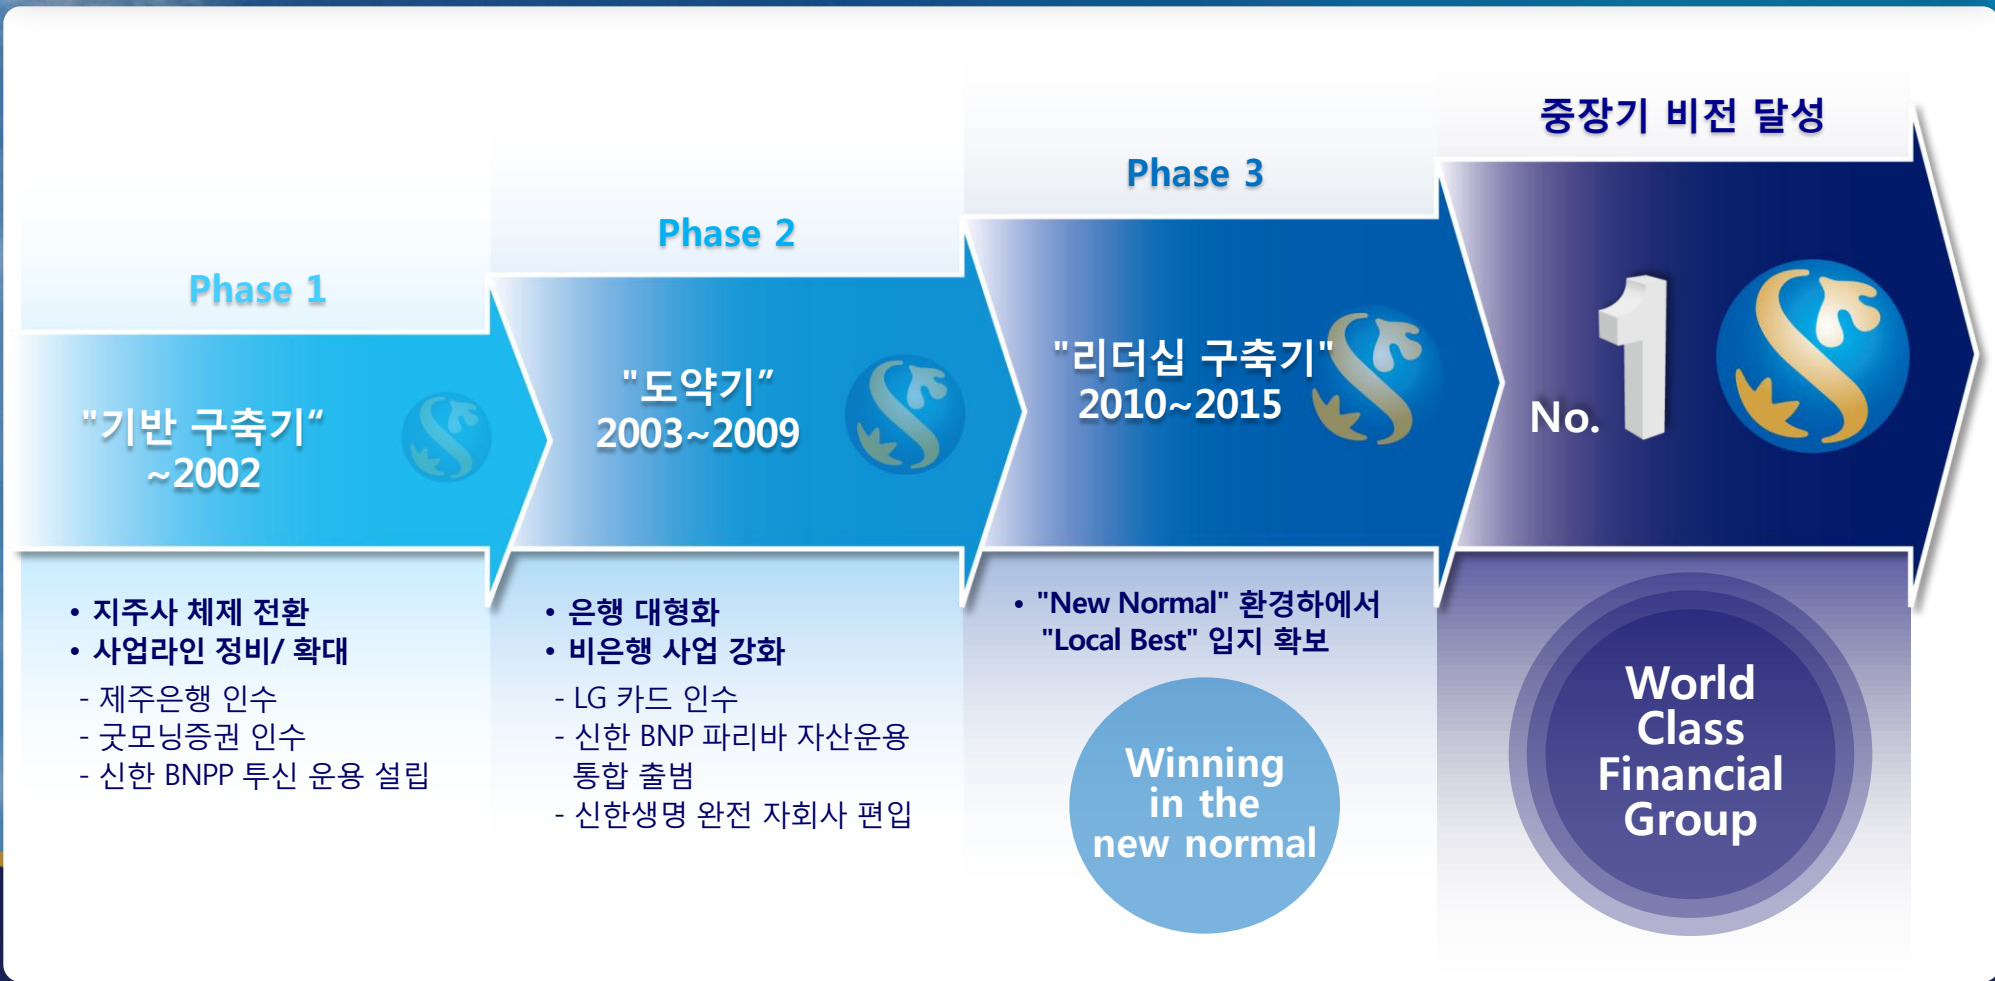 Phase 1
"기반 구축기“
~2002
• 지주사 체제 전환
• 사업라인 정비/ 확대
- 제주은행 인수
- 굿모닝증권 인수
- 신한 BNPP 투신 운용 설립
Phase 2
"도약기”
2003~2009
• 은행 대형화
• 비은행 사업 강화
- LG 카드 인수
- 신한 BNP 파리바 자산운용
통합 출범
- 신한생명 완전 자회사 편입
Phase 3
"리더십 구축기"
2010~2015
• "New Normal" 환경하에서
"Local Best" 입지 확보
Winning
in the
new normal
중장기 비전 달성
No. 1
World
Class
Financial
Group